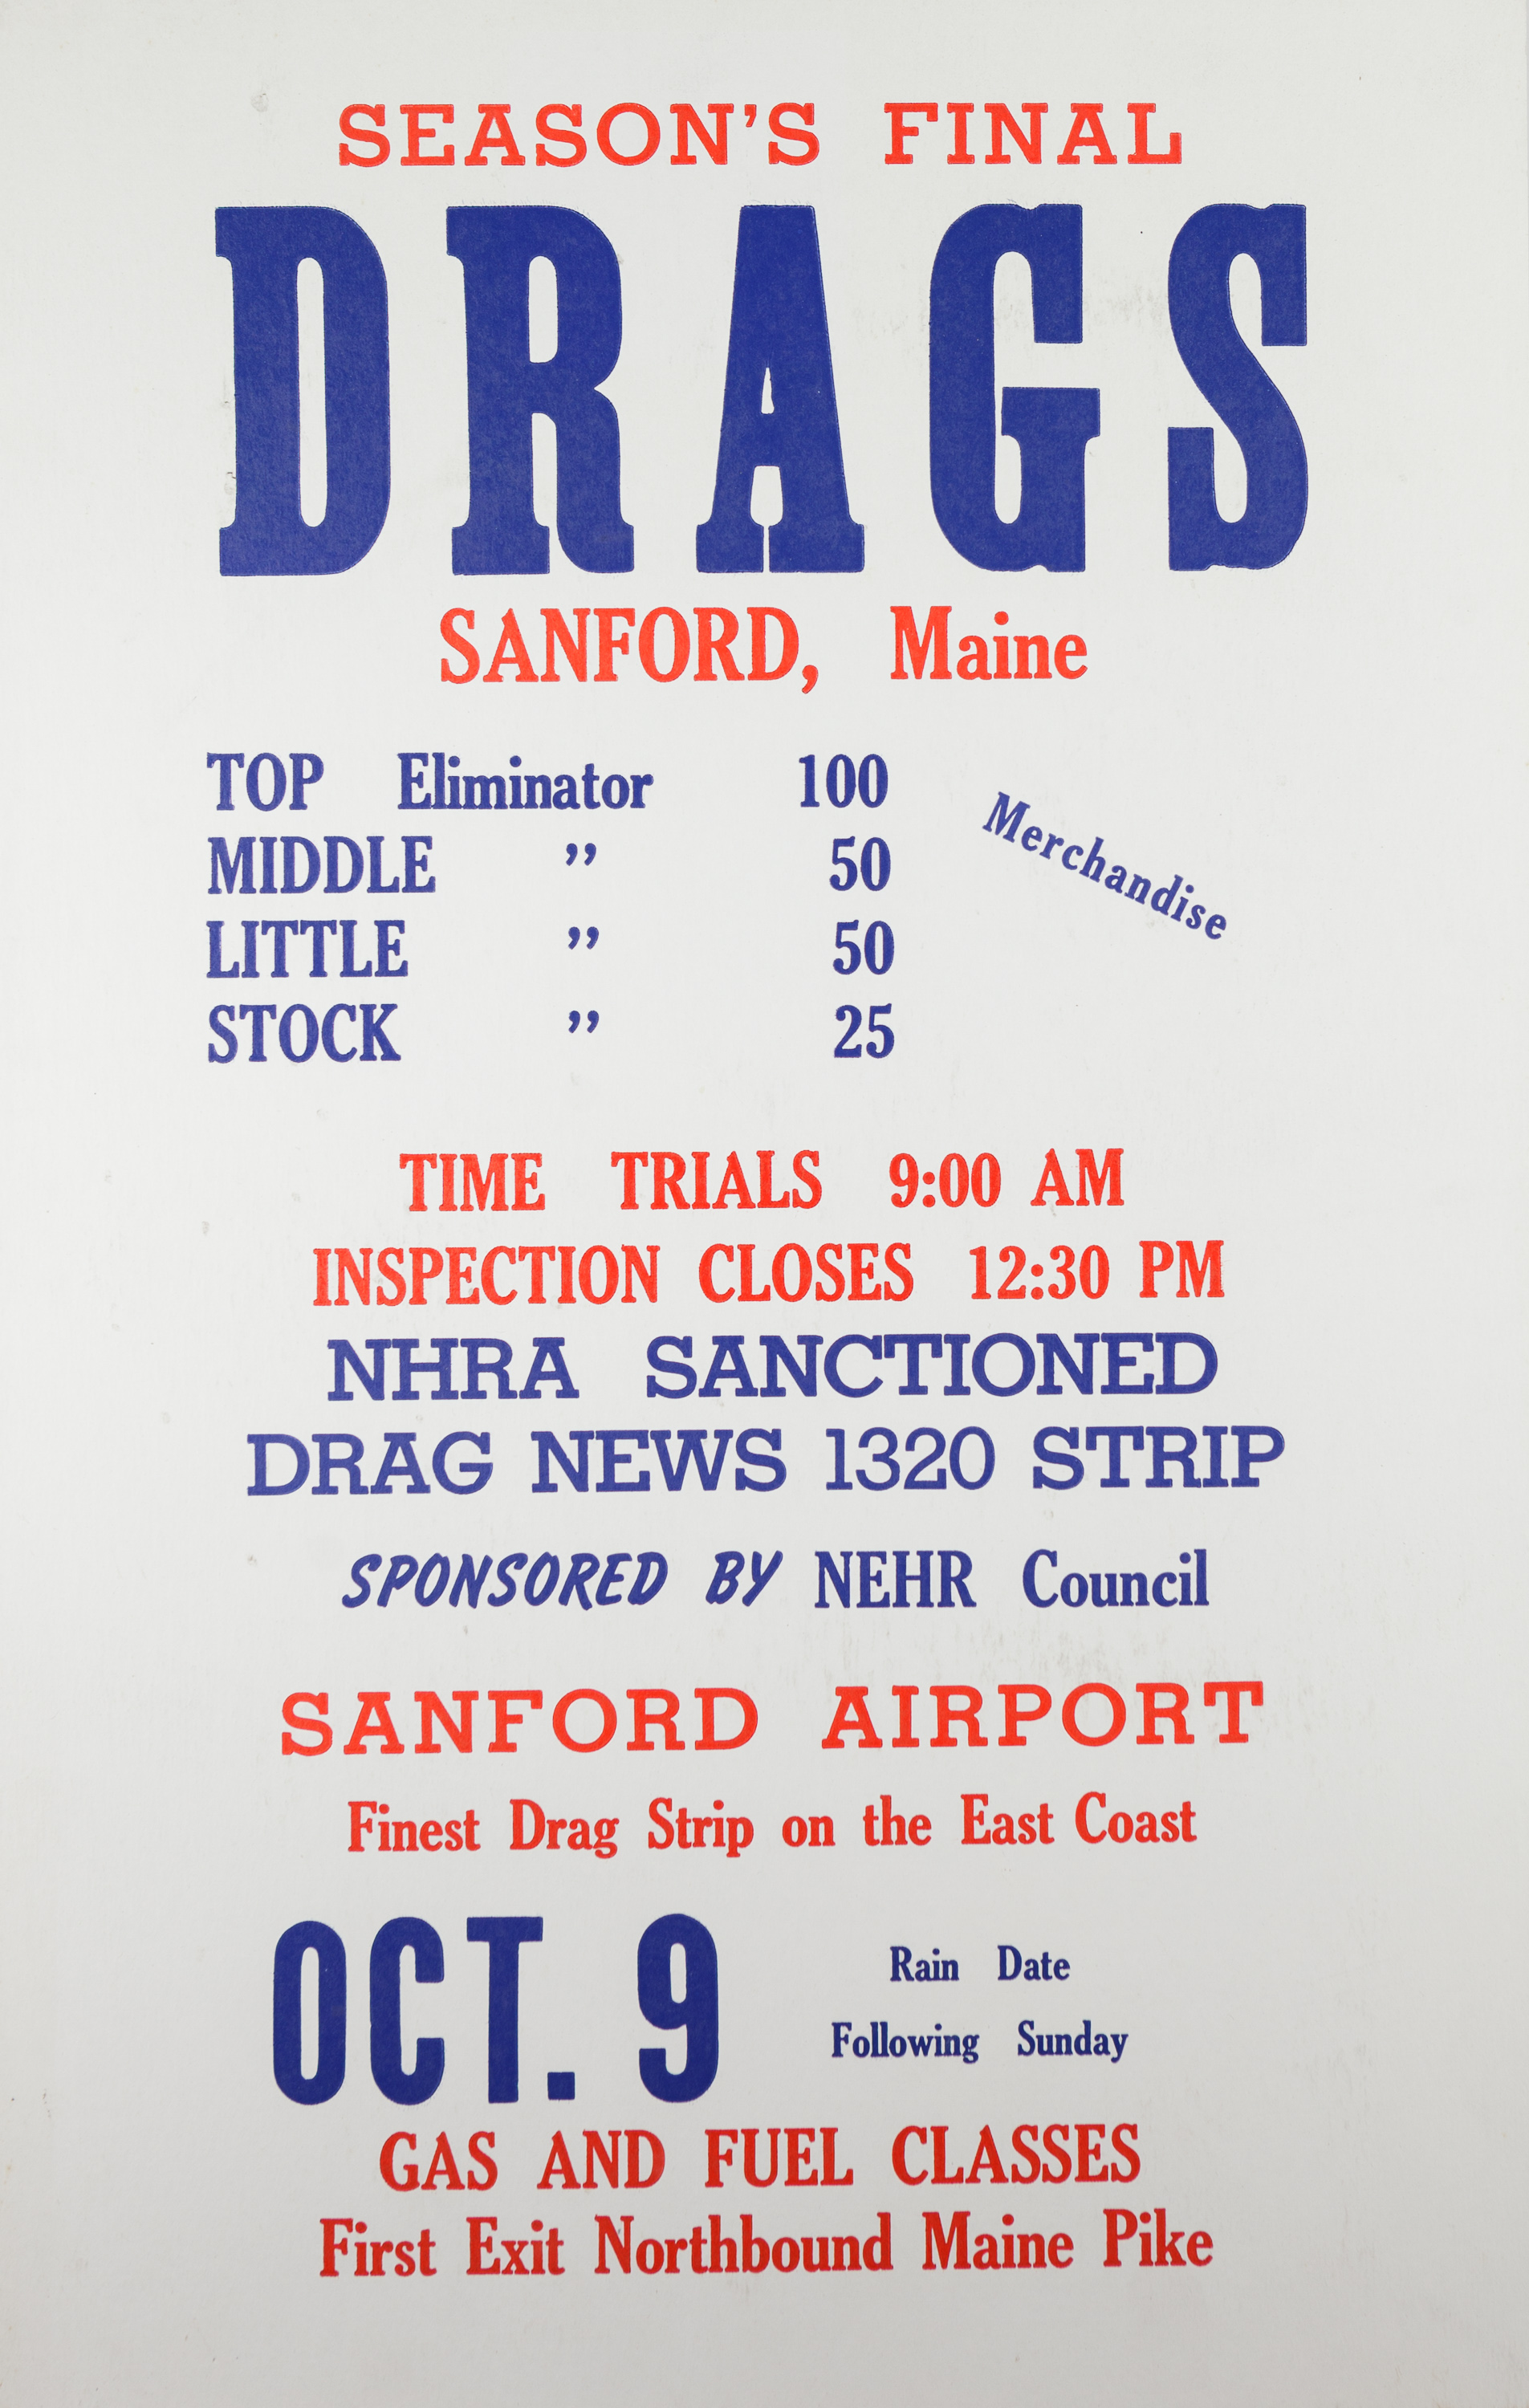 SEASON'S FINAL
DRAGS
SANFORD, Maine
TOP Eliminator 100
MIDDLE ” 50
LITTLE ” 50
STOCK ” 25
Merchandise
TIME TRIALS 9:00 AM
INSPECTION CLOSES 12:30 PM
NHRA SANCTIONED
DRAG NEWS 1320 STRIP
SPONSORED BY NEHR Council
SANFORD AIRPORT
Finest Drag Strip on the East Coast
OCT. 9
Rain Date
Following Sunday
GAS AND FUEL CLASSES
First Exit Northbound Maine Pike